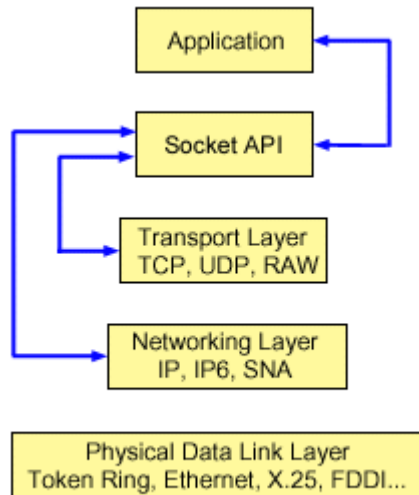 Application
Socket API
Transport Layer
TCP, UDP, RAW
Networking Layer
IP, IP6, SNA
Physical Data Link Layer
Token Ring, Ethernet, X.25, FDDI...